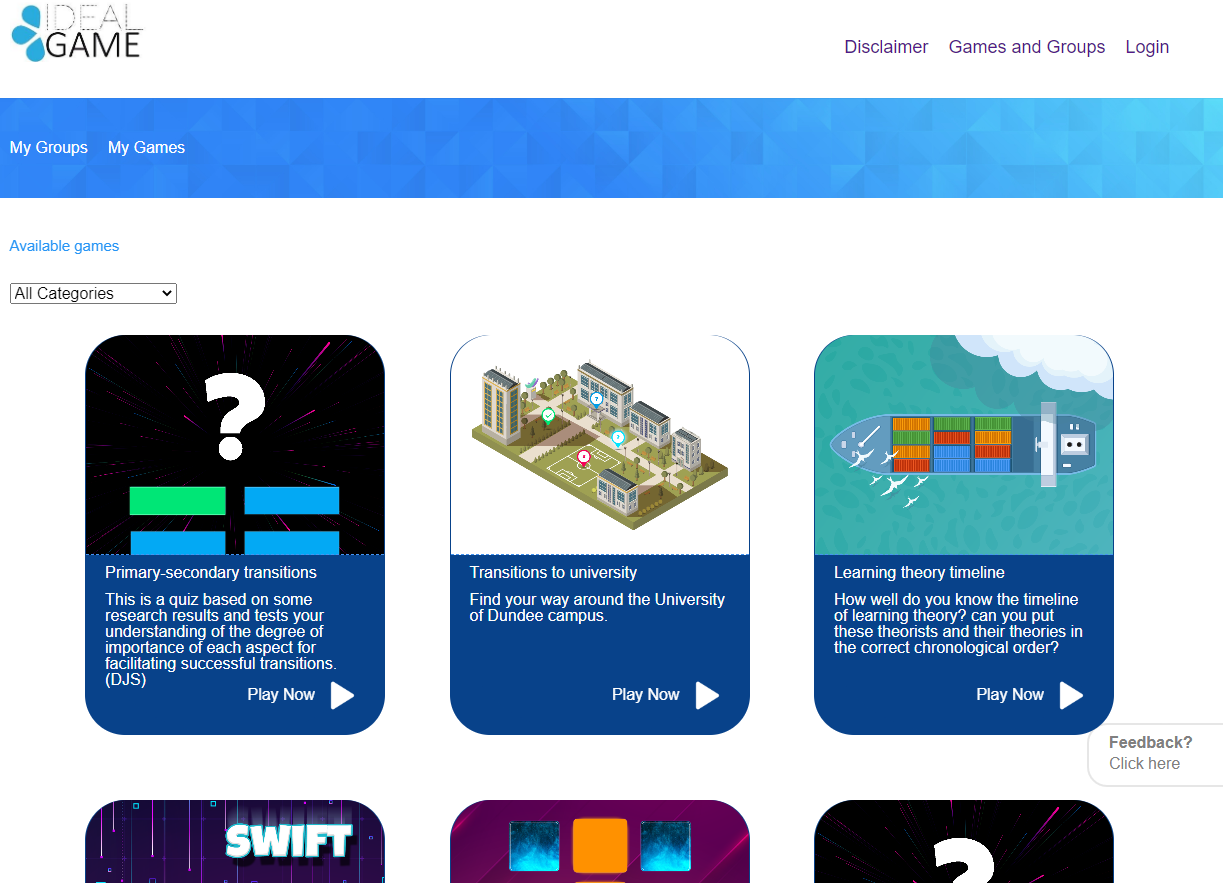 IDEAL
GAME
Disclaimer Games and Groups Login
My Groups My Games
Available games
All Categories
?
Primary-secondary transitions
This is a quiz based on some
research results and tests your
understanding of the degree of
importance of each aspect for
facilitating successful transitions.
(DJS)
Play Now
Transitions to university
Find your way around the University
of Dundee campus.
Play Now
Learning theory timeline
How well do you know the timeline
of learning theory? can you put
these theorists and their theories in
the correct chronological order?
Play Now
Feedback?
Click here
SWIFT
?